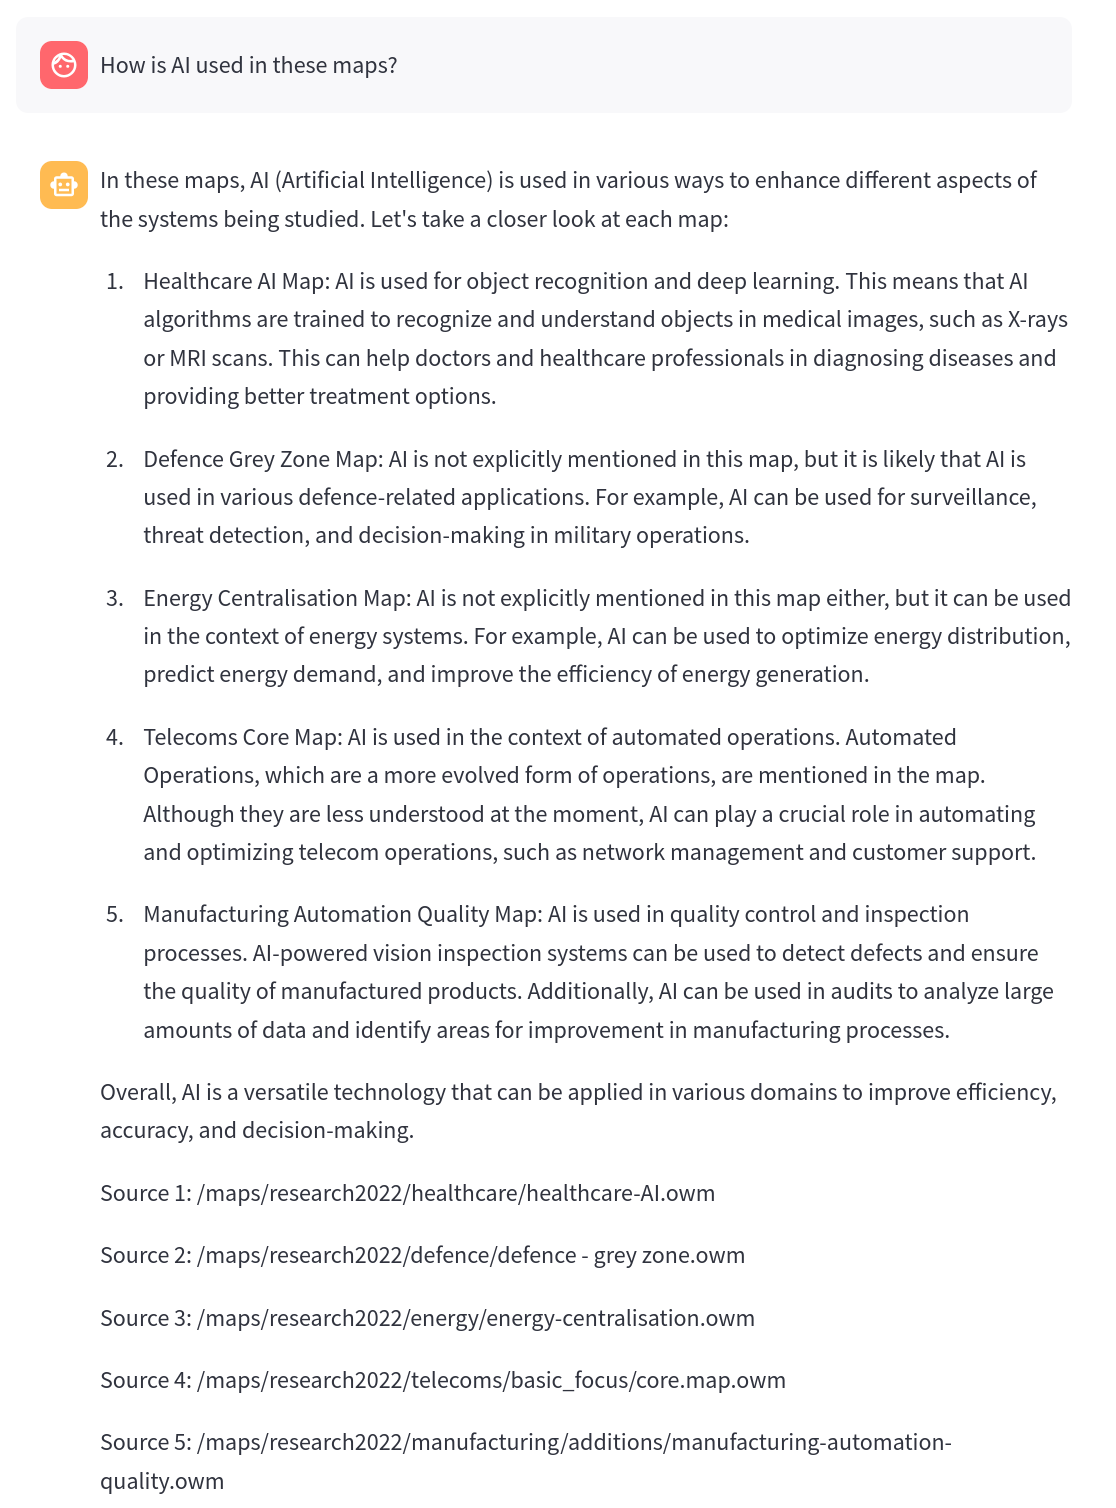 How is AI used in these maps?
In these maps, AI (Artificial Intelligence) is used in various ways to enhance different aspects of
the systems being studied. Let's take a closer look at each map:
1. Healthcare AI Map: AI is used for object recognition and deep learning. This means that AI
algorithms are trained to recognize and understand objects in medical images, such as X-rays
or MRI scans. This can help doctors and healthcare professionals in diagnosing diseases and
providing better treatment options.
2. Defence Grey Zone Map: AI is not explicitly mentioned in this map, but it is likely that AI is
used in various defence-related applications. For example, AI can be used for surveillance,
threat detection, and decision-making in military operations.
3. Energy Centralisation Map: AI is not explicitly mentioned in this map either, but it can be used
in the context of energy systems. For example, AI can be used to optimize energy distribution,
predict energy demand, and improve the efficiency of energy generation.
4. Telecoms Core Map: AI is used in the context of automated operations. Automated
Operations, which are a more evolved form of operations, are mentioned in the map.
Although they are less understood at the moment, AI can play a crucial role in automating
and optimizing telecom operations, such as network management and customer support.
5. Manufacturing Automation Quality Map: AI is used in quality control and inspection
processes. AI-powered vision inspection systems can be used to detect defects and ensure
the quality of manufactured products. Additionally, AI can be used in audits to analyze large
amounts of data and identify areas for improvement in manufacturing processes.
Overall, AI is a versatile technology that can be applied in various domains to improve efficiency,
accuracy, and decision-making.
Source 1: /maps/research2022/healthcare/healthcare-AI.owm
Source 2: /maps/research2022/defence/defence - grey zone.owm
Source 3: /maps/research2022/energy/energy-centralisation.owm
Source 4: /maps/research2022/telecoms/basic_focus/core.map.owm
Source 5: /maps/research2022/manufacturing/additions/manufacturing-automation-
quality.owm